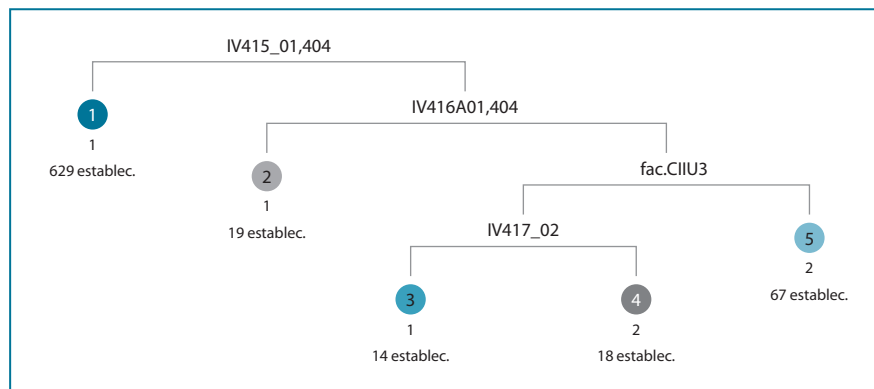 IV415_01,404
IV416A01,404
1
1
629 establec.
fac.CIIU3
2
1
19 establec.
IV417_02
5
2
67 establec.
3
1
14 establec.
4
2
18 establec.